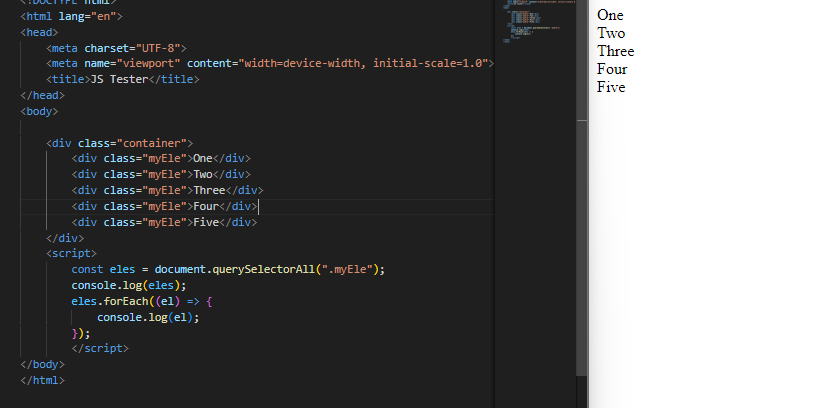 <!DOCTYPE html>
<html lang="en">
<head>
    <meta charset="UTF-8">
    <meta name="viewport" content="width=device-width, initial-scale=1.0">
    <title>JS Tester</title>
</head>
<body>

    <div class="container">
        <div class="myEle">One</div>
        <div class="myEle">Two</div>
        <div class="myEle">Three</div>
        <div class="myEle">Four</div>
        <div class="myEle">Five</div>
    </div>
    <script>
        const eles = document.querySelectorAll(".myEle");
        console.log(eles);
        eles.forEach((el) => {
            console.log(el);
        });
        </script>
</body>
</html>
One
Two
Three
Four
Five